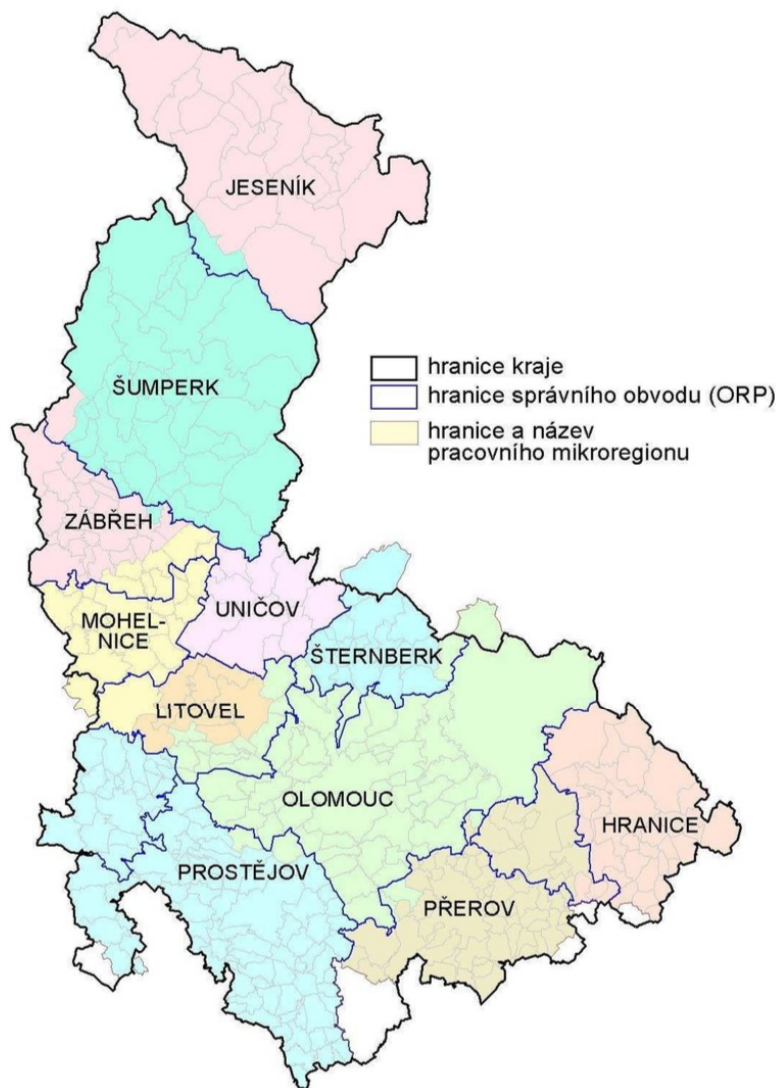 JESENÍK
hranice kraje
hranice správního obvodu (ORP)
hranice a název
pracovního mikroregionu
ŠUMPERK
ZÁBŘEH
MOHEL-
NICE
UNIČOV
ŠTERNBERK
LITOVEL
OLOMOUC
HRANICE
PROSTĚJOV
PŘEROV